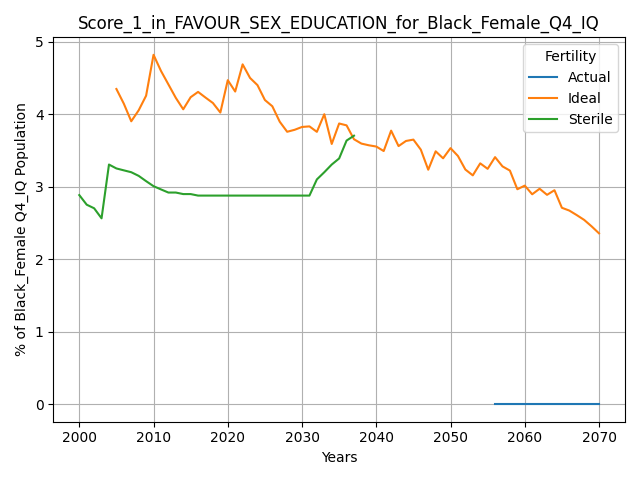 Score_1_in_FAVOUR_SEX_EDUCATION_for_Black_Female_Q4_IQ
Fertility
Actual
Ideal
Sterile
% of Black_Female Q4_IQ Population
5
4
3
2
1
0
2000 2010 2020 2030 2040 2050 2060 2070
Years